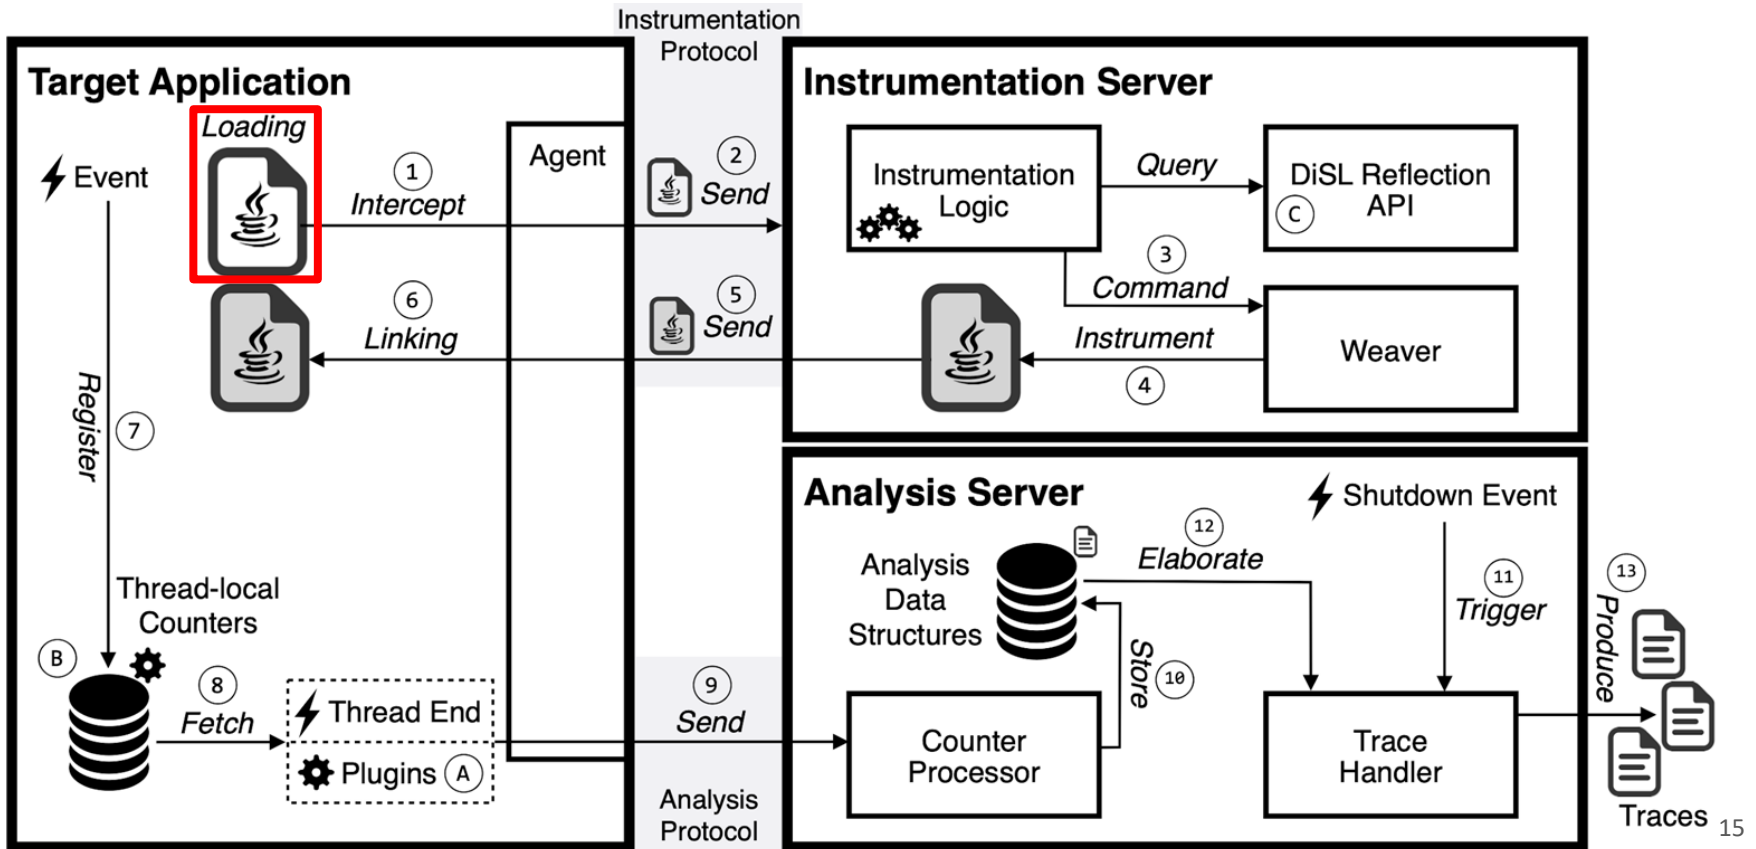 Instrumentation
Protocol
Target Application
Loading
Event
1
Intercept
Agent
2
Send
6
Linking
5
Send
Register
7
Thread-local
Counters
B
8
Fetch
Thread End
Plugins A
9
Send
Analysis
Protocol
Instrumentation Server
Instrumentation
Logic
Query
DiSL Reflection
API
C
3
Command
Instrument
4
Weaver
Analysis Server
Shutdown Event
Analysis
Data
Structures
12
Elaborate
11
Trigger
Store
10
Counter
Processor
Trace
Handler
13
Produce
Traces
15